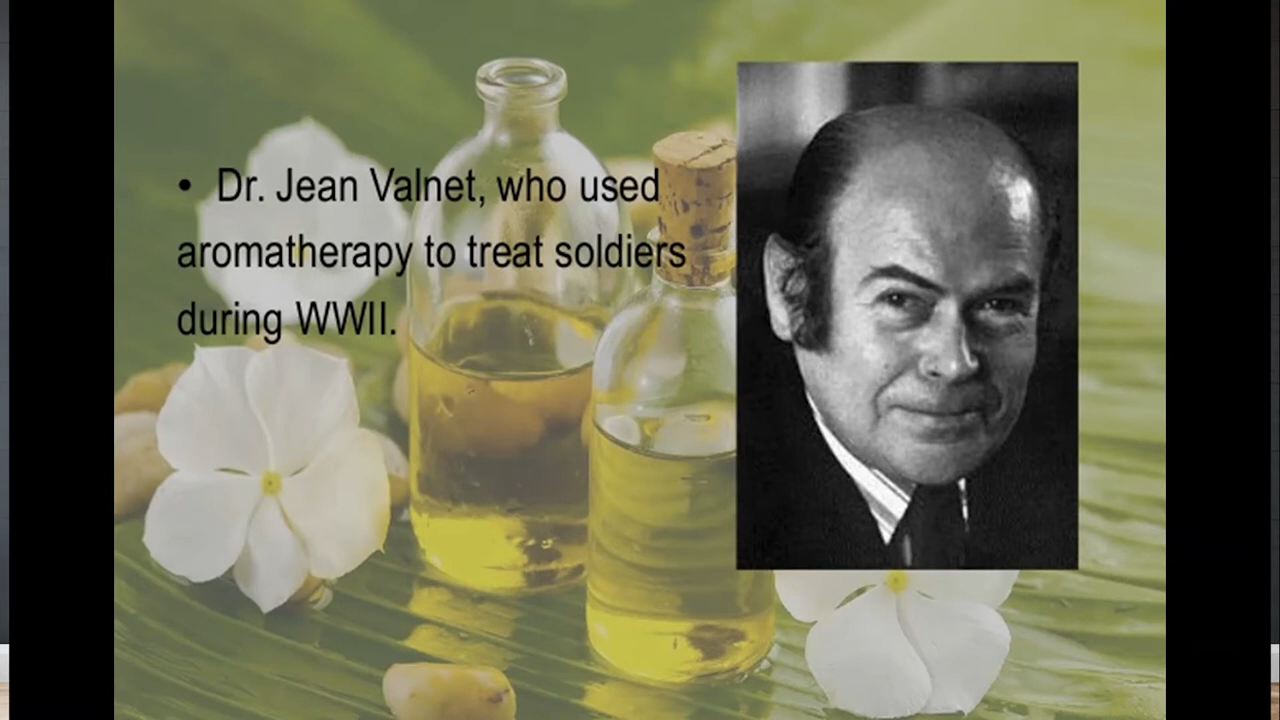 • Dr. Jean Valnet, who used
aromatherapy to treat soldiers
during WWII.